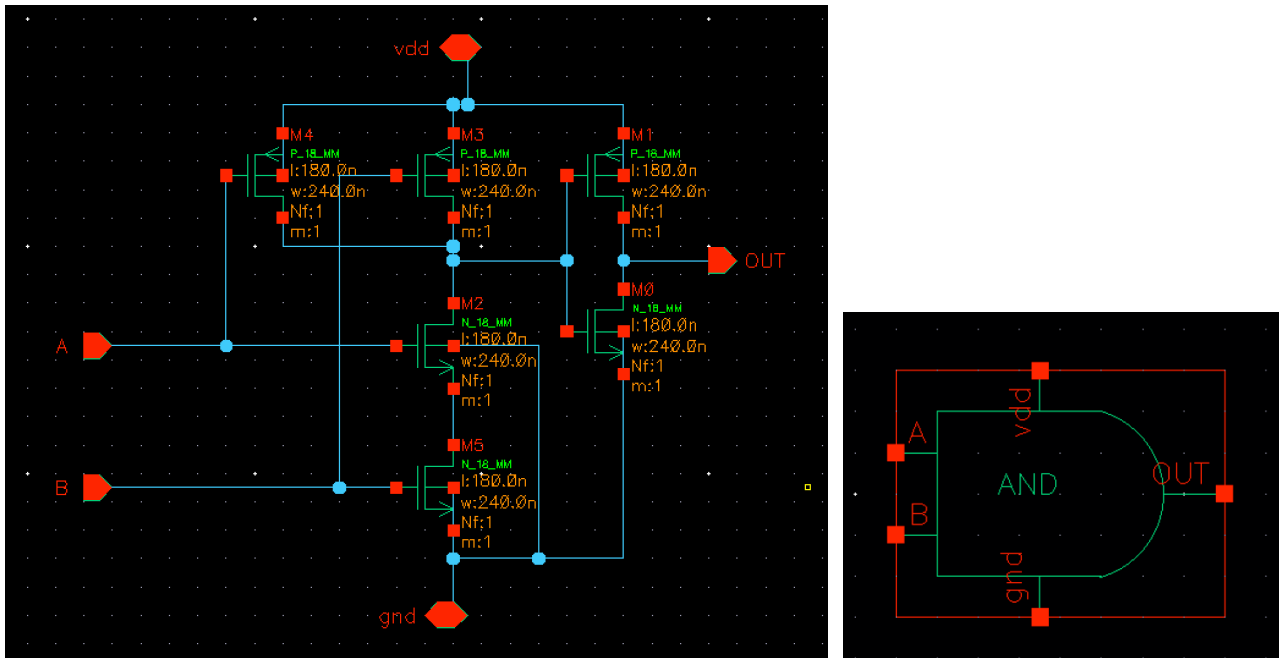 vdd
M4
P_18_MM
l:180.0n
w:240.0n
Nf:1
m:1
M3
P_18_MM
l:180.0n
w:240.0n
Nf:1
m:1
M1
P_18_MM
l:180.0n
w:240.0n
Nf:1
m:1
OUT
M2
N_18_MM
l:180.0n
w:240.0n
Nf:1
m:1
M0
N_18_MM
l:180.0n
w:240.0n
Nf:1
m:1
A
M5
N_18_MM
l:180.0n
w:240.0n
Nf:1
m:1
B
gnd
vdd
A
AND
OUT
B
gnd